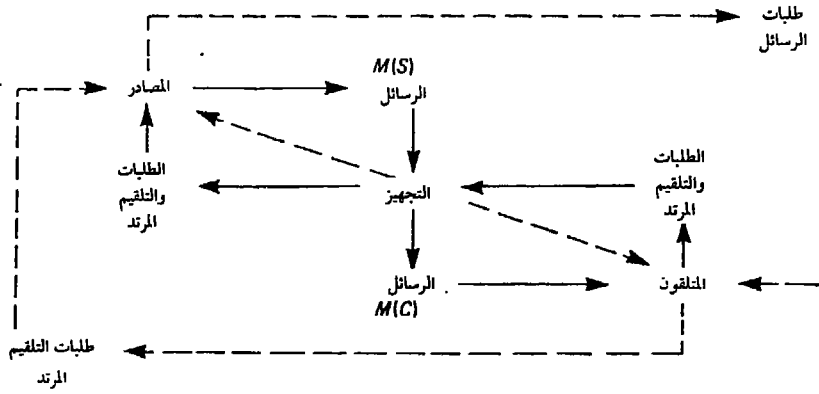 طلبات
الرسائل
M(S)
المصادر
الرسائل
الطلبات
والتلقيم
المرتد
التجهيز
الطلبات
والتلقيم
المرتد
الرسائل
M(C)
المتلقون
طلبات التلقيم
المرتد